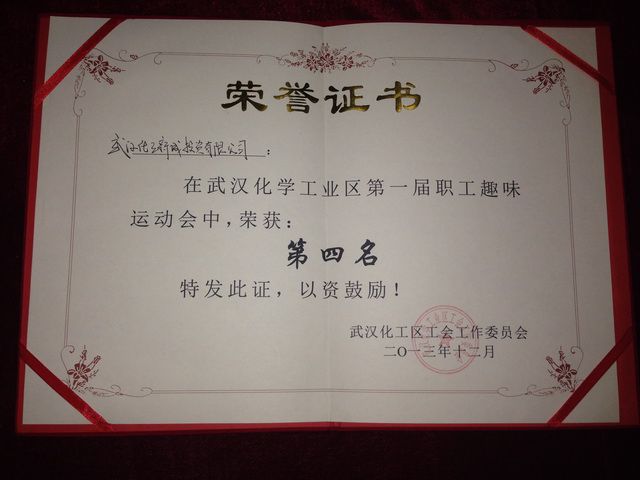 荣誉证书
武汉化工新城投资有限公司：
在武汉化学工业区第一届职工趣味
运动会中，荣获：
第四名
特发此证，以资鼓励！
武汉化工区工会工作委员会
二〇一三年十二月